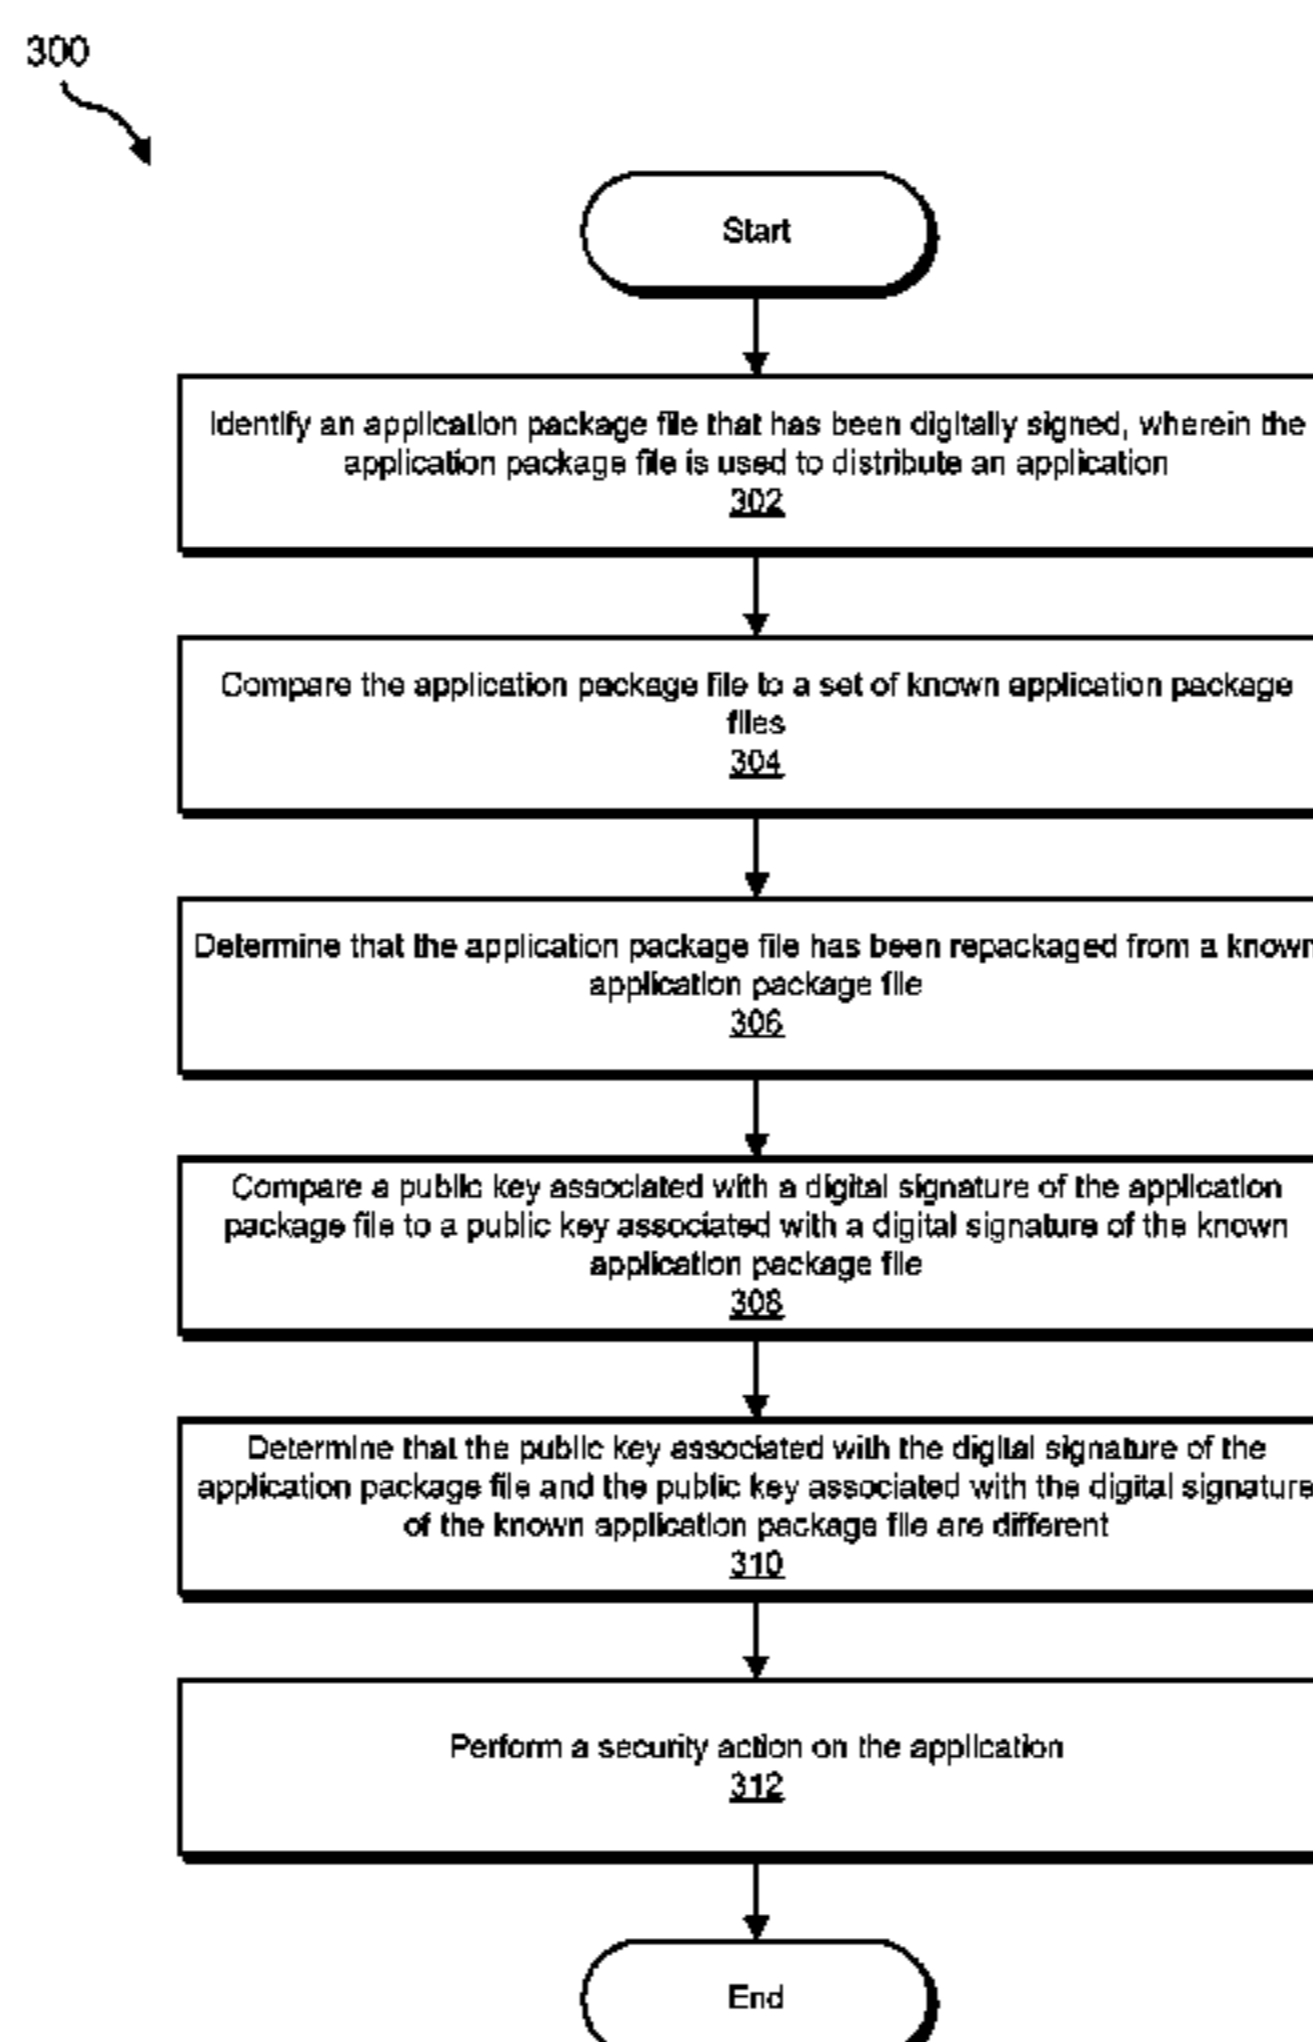 300
Start
Identify an application package file that has been digitally signed, wherein the
application package file is used to distribute an application
302
Compare the application package file to a set of known application package
files
304
Determine that the application package file has been repackaged from a known
application package file
306
Compare a public key associated with a digital signature of the application
package file to a public key associated with a digital signature of the known
application package file
308
Determine that the public key associated with the digital signature of the
application package file and the public key associated with the digital signature
of the known application package file are different
310
Perform a security action on the application
312
End